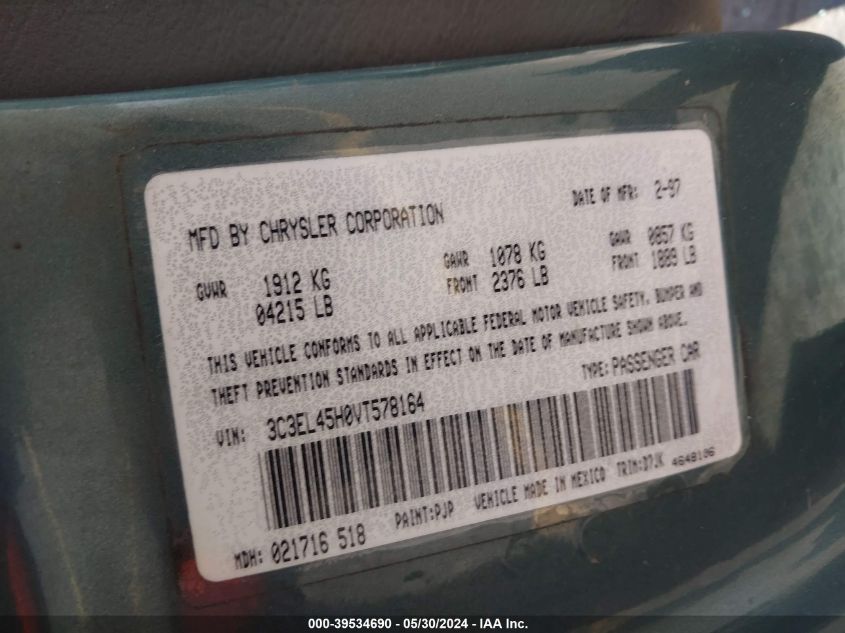 MFD BY CHRYSLER CORPORATION DATE OF MFR: 2-97
GVWR 1912 KG GAWR 1078 KG GAWR 0857 KG
04215 LB FRONT 2376 LB FRONT 1889 LB
THIS VEHICLE CONFORMS TO ALL APPLICABLE FEDERAL MOTOR VEHICLE SAFETY, BUMPER AND
THEFT PREVENTION STANDARDS IN EFFECT ON THE DATE OF MANUFACTURE SHOWN ABOVE.
VIN: 3C3EL45H0VT578164 TYPE: PASSENGER CAR
MDH: 021716 518 PAINT:PJP VEHICLE MADE IN MEXICO TRIM:D7JK 4648196
000-39534690 - 05/30/2024 - IAA Inc.